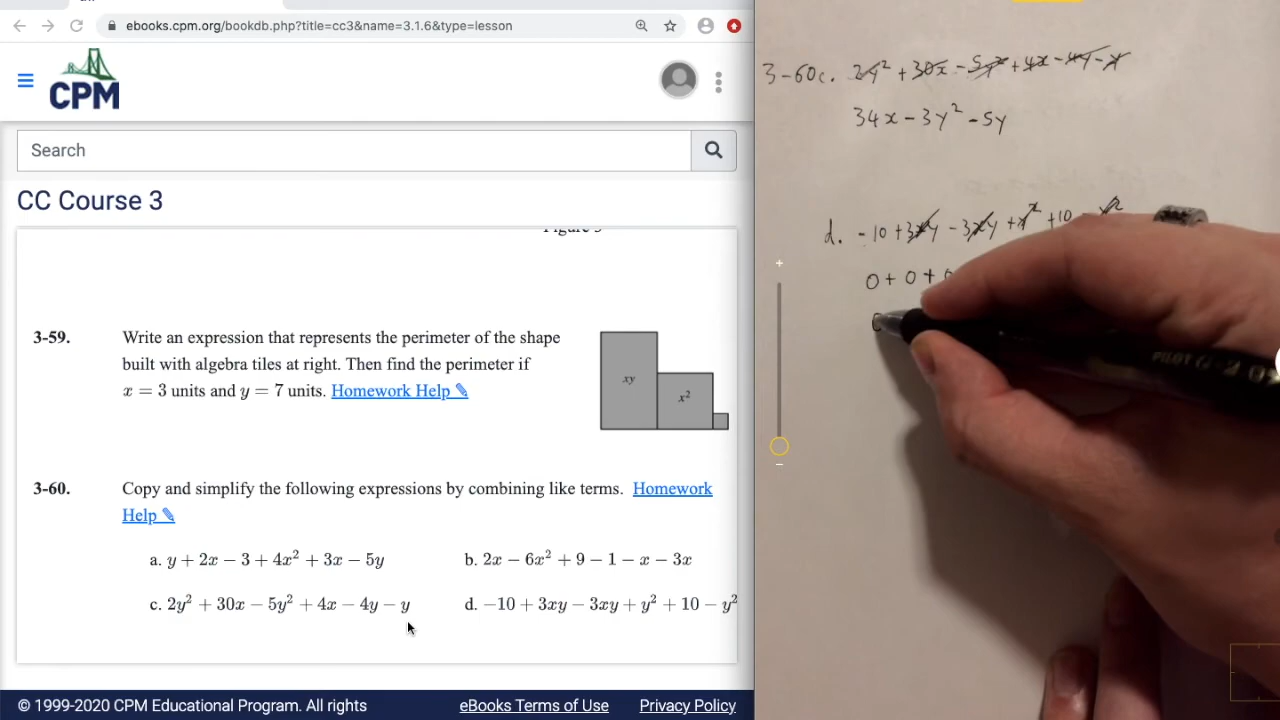 ebooks.cpm.org/bookdb.php?title=cc3&name=3.1.6&type=lesson
CPM
Search
CC Course 3
3-59.
Write an expression that represents the perimeter of the shape
built with algebra tiles at right. Then find the perimeter if
x = 3 units and y = 7 units. Homework Help ✎
xy
x²
3-60.
Copy and simplify the following expressions by combining like terms. Homework
Help ✎
a. y + 2x − 3 + 4x² + 3x − 5y
b. 2x − 6x² + 9 − 1 − x − 3x
c. 2y² + 30x − 5y² + 4x − 4y − y
d. −10 + 3xy − 3xy + y² + 10 − y²
© 1999-2020 CPM Educational Program. All rights
eBooks Terms of Use
Privacy Policy
3-60c. 2y² + 30x - 5y² + 4x - 4y - y
34x - 3y² - 5y
d. -10 + 3xy - 3xy + y² + 10 - y²
0 + 0 +
PILOT G-2